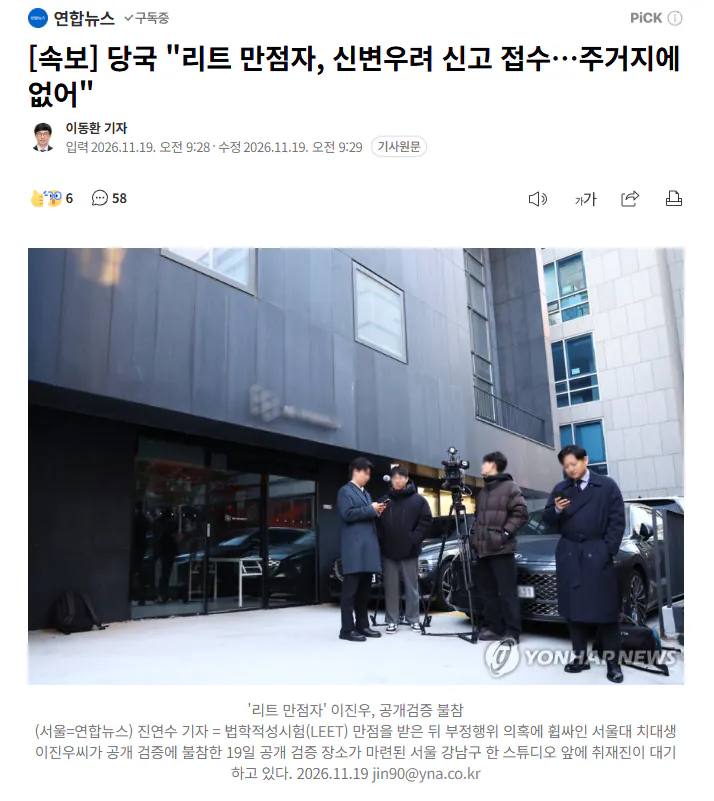 연합뉴스 구독중
PiCK
[속보] 당국 "리트 만점자, 신변우려 신고 접수…주거지에
없어"
이동환 기자
입력 2026.11.19. 오전 9:28 · 수정 2026.11.19. 오전 9:29 기사원문
6 58
가가
YONHAP NEWS
'리트 만점자' 이진우, 공개검증 불참
(서울=연합뉴스) 진연수 기자 = 법학적성시험(LEET) 만점을 받은 뒤 부정행위 의혹에 휩싸인 서울대 치대생
이진우씨가 공개 검증에 불참한 19일 공개 검증 장소가 마련된 서울 강남구 한 스튜디오 앞에 취재진이 대기
하고 있다. 2026.11.19 jin90@yna.co.kr